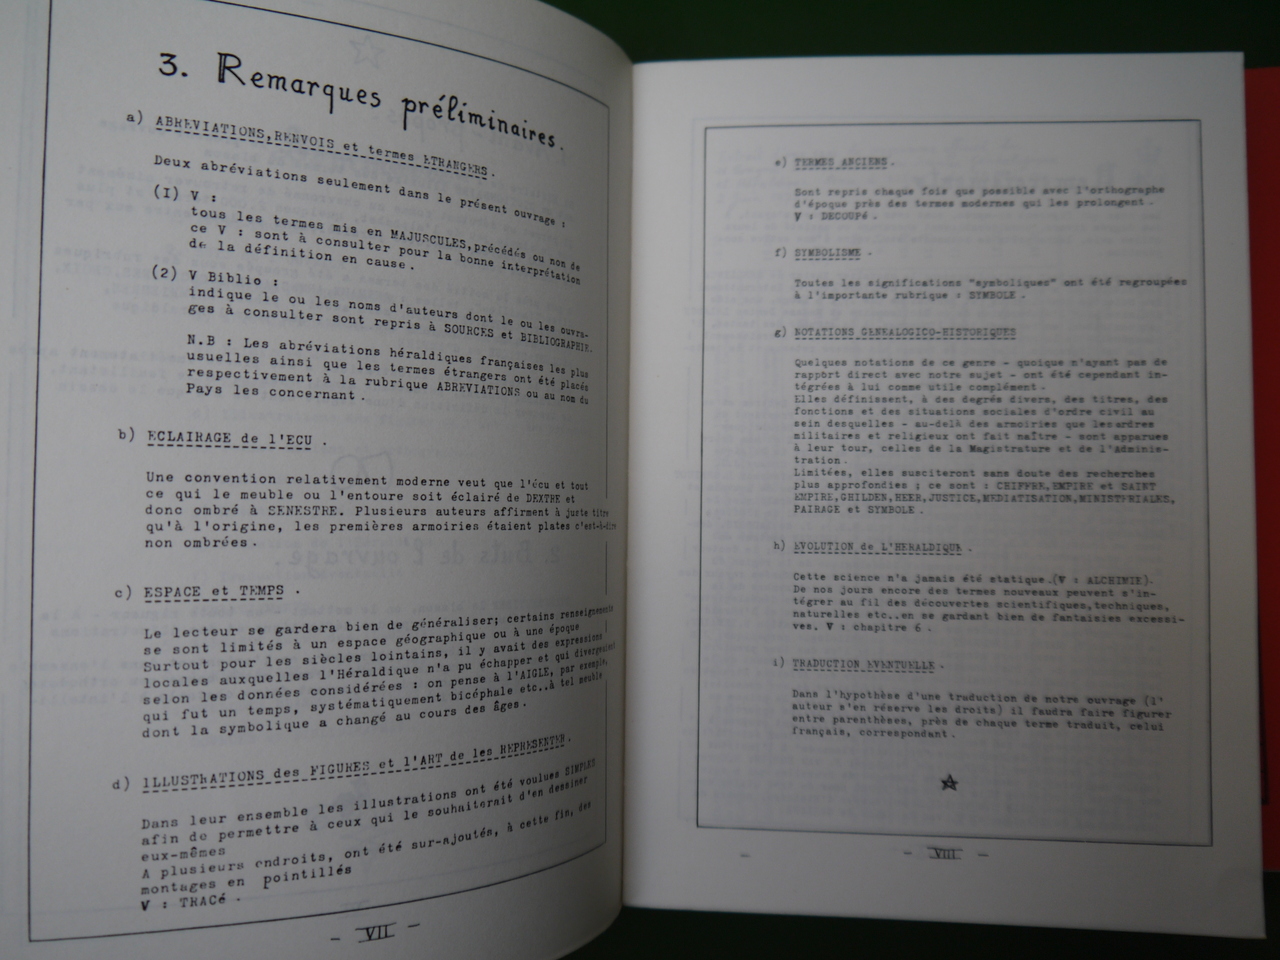 3. Remarques préliminaires.
a) ABREVIATIONS,RENVOIS et termes ETRANGERS.
Deux abréviations seulement dans le présent ouvrage :
(I) V :
tous les termes mis en MAJUSCULES,précédés ou non de
ce V : sont à consulter pour la bonne interprétation
de la définition en cause.
(2) V Biblio :
indique le ou les noms d'auteurs dont le ou les ouvra-
ges à consulter sont repris à SOURCES et BIBLIOGRAPHIE.
N.B : Les abréviations héraldiques françaises les plus
usuelles ainsi que les termes étrangers ont été placés
respectivement à la rubrique ABREVIATIONS ou au nom du
Pays les concernant.
b) ECLAIRAGE de l'ECU .
Une convention relativement moderne veut que l'écu et tout
ce qui le meuble ou l'entoure soit éclairé de DEXTRE et
donc ombré à SENESTRE. Plusieurs auteurs affirment à juste titre
qu'à l'origine, les premières armoiries étaient plates c'est-à-dire
non ombrées.
c) ESPACE et TEMPS .
Le lecteur se gardera bien de généraliser; certains renseignements
se sont limités à un espace géographique ou à une époque
Surtout pour les siècles lointains, il y avait des expressions
locales auxquelles l'Héraldique n'a pu échapper et qui divergeaient
selon les données considérées : on pense à l'AIGLE, par exemple,
qui fut un temps, systématiquement bicéphale etc..à tel meuble
dont la symbolique a changé au cours des âges.
d) ILLUSTRATIONS des FIGURES et l'ART de les REPRESENTER.
Dans leur ensemble les illustrations ont été voulues SIMPLES
afin de permettre à ceux qui le souhaiterait d'en dessiner
eux-mêmes
A plusieurs endroits, ont été sur-ajoutés, à cette fin, des
montages en pointillés
V : TRACé .
- VII -
e) TERMES ANCIENS.
Sont repris chaque fois que possible avec l'orthographe
d'époque près des termes modernes qui les prolongent.
V : DECOUPé .
f) SYMBOLISME .
Toutes les significations "symboliques" ont été regroupées
à l'importante rubrique : SYMBOLE .
g) NOTATIONS GENEALOGICO-HISTORIQUES
Quelques notations de ce genre - quoique n'ayant pas de
rapport direct avec notre sujet - ont été cependant in-
tégrées à lui comme utile complément.
Elles définissent, à des degrés divers, des titres, des
fonctions et des situations sociales d'ordre civil au
sein desquelles - au-delà des armoiries que lesordres
militaires et religieux ont fait naître - sont apparues
à leur tour, celles de la Magistrature et de l'Adminis-
tration.
Limitées, elles susciteront sans doute des recherches
plus approfondies ; ce sont : CHIFFRE,EMPIRE et SAINT
EMPIRE,GHILDEN,HEER,JUSTICE,MEDIATISATION,MINISTERIALES,
PAIRAGE et SYMBOLE .
h) EVOLUTION de L'HERALDIQUE .
Cette science n'a jamais été statique.(V : ALCHIMIE).
De nos jours encore des termes nouveaux peuvent s'in-
tégrer au fil des découvertes scientifiques,techniques,
naturelles etc..en se gardant bien de fantaisies excessi-
ves. V : chapitre 6 .
i) TRADUCTION EVENTUELLE .
Dans l'hypothèse d'une traduction de notre ouvrage (l'
auteur s'en réserve les droits) il faudra faire figurer
entre parenthèses, près de chaque terme traduit, celui
français, correspondant .
- VIII -